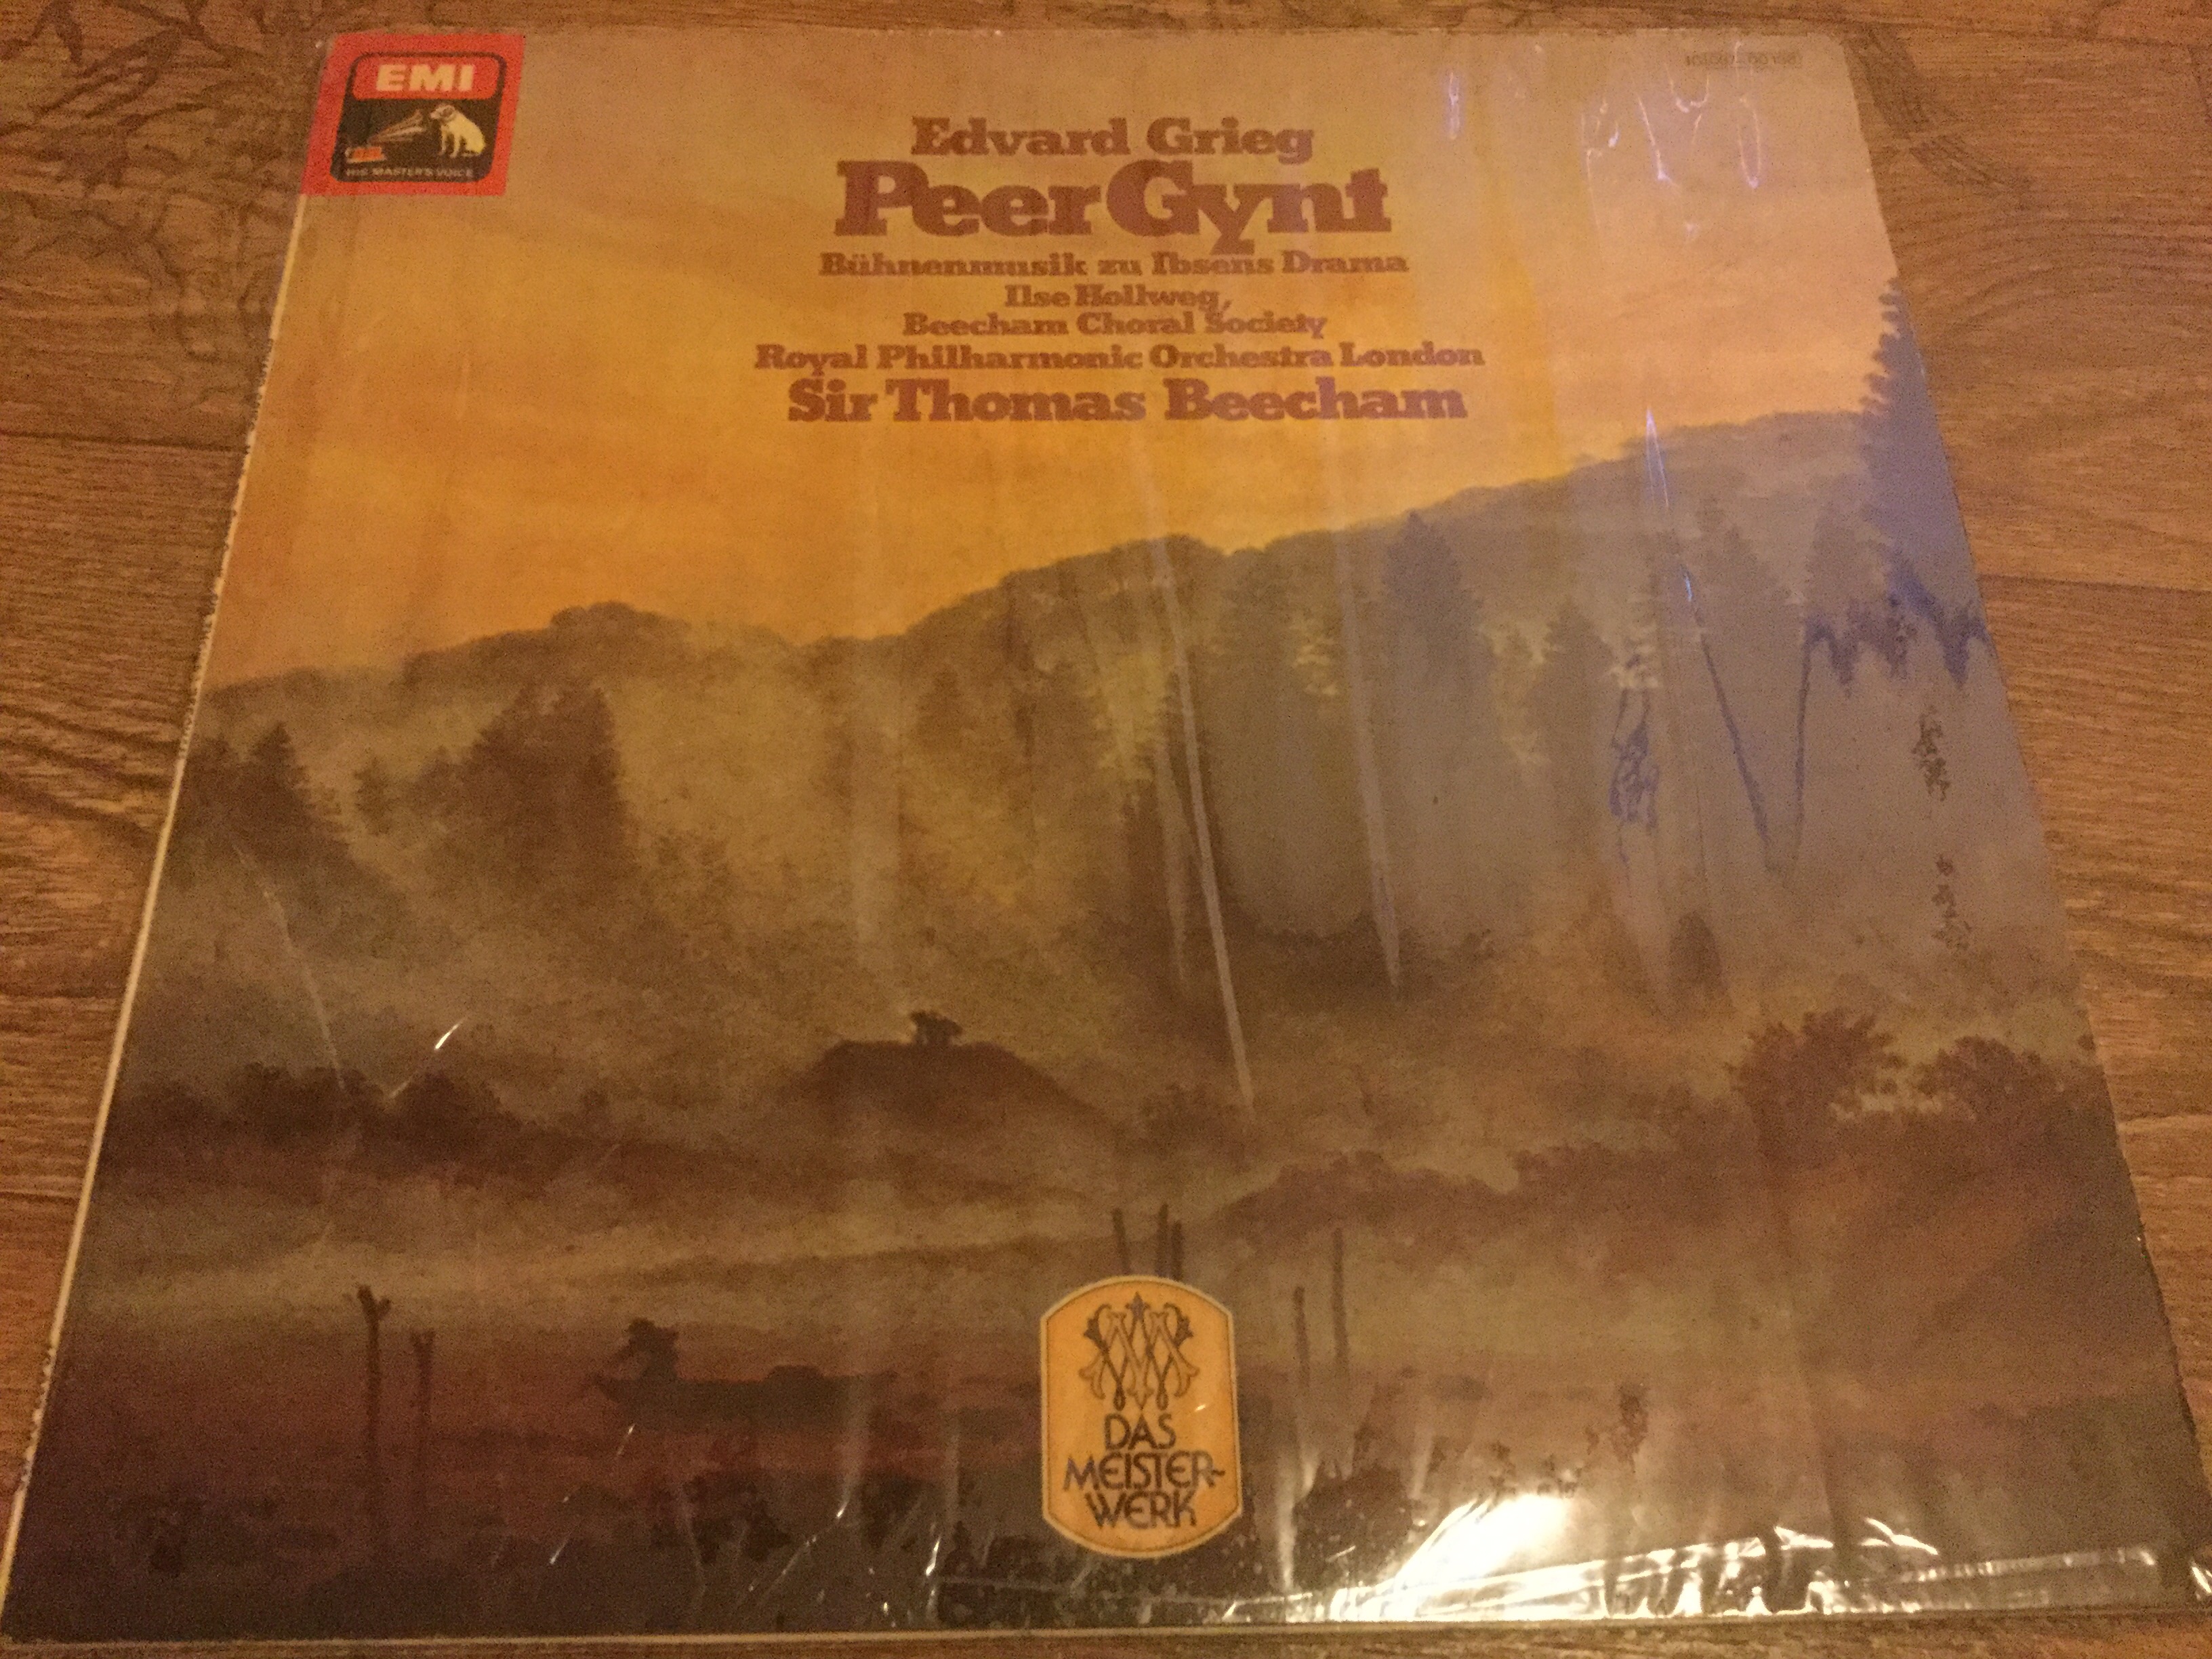 EMI
HIS MASTER'S VOICE
Edvard Grieg
Peer Gynt
Bühnenmusik zu Ibsens Drama
Ilse Hollweg,
Beecham Choral Society
Royal Philharmonic Orchestra London
Sir Thomas Beecham
DAS
MEISTER-
WERK